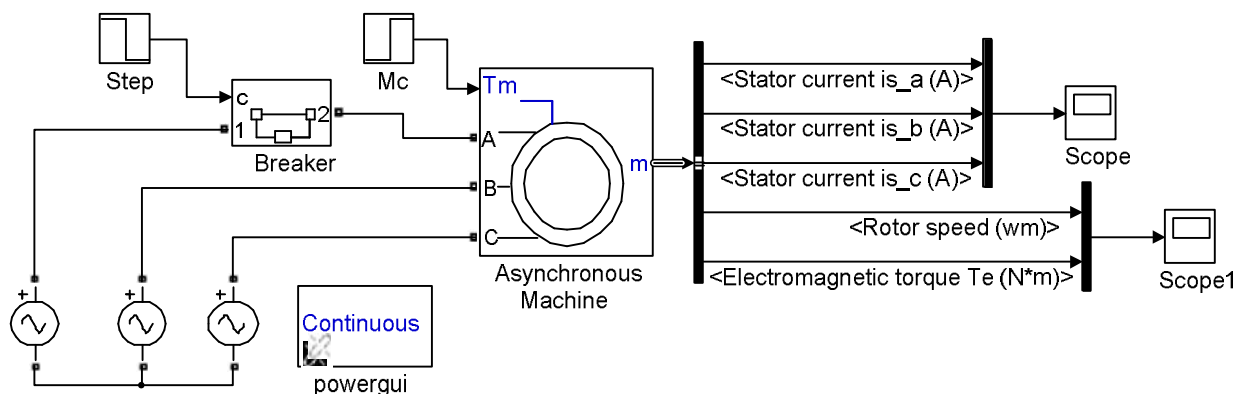 Step
Mc
c
1
2
Breaker
Tm
A
B
C
m
Asynchronous
Machine
<Stator current is_a (A)>
<Stator current is_b (A)>
<Stator current is_c (A)>
<Rotor speed (wm)>
<Electromagnetic torque Te (N*m)>
Scope
Scope1
+
+
+
Continuous
powergui